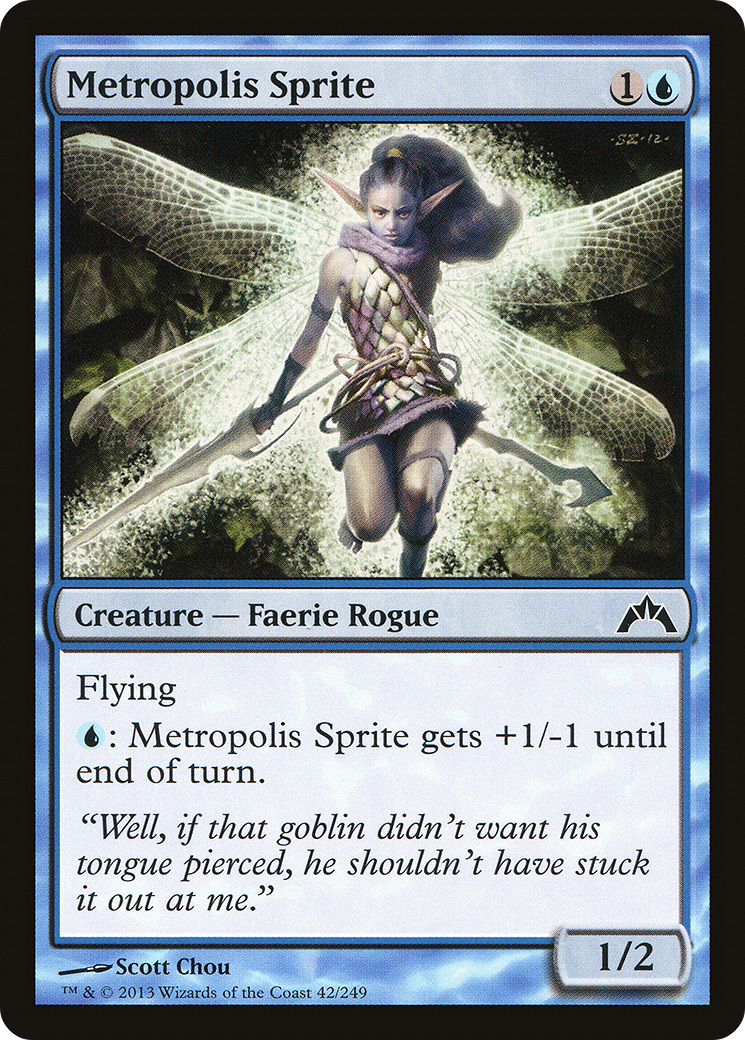 Metropolis Sprite 1
·SZ·12·
Creature — Faerie Rogue
Flying
: Metropolis Sprite gets +1/-1 until
end of turn.
“Well, if that goblin didn’t want his
tongue pierced, he shouldn’t have stuck
it out at me.”
1/2
Scott Chou
™ & © 2013 Wizards of the Coast 42/249